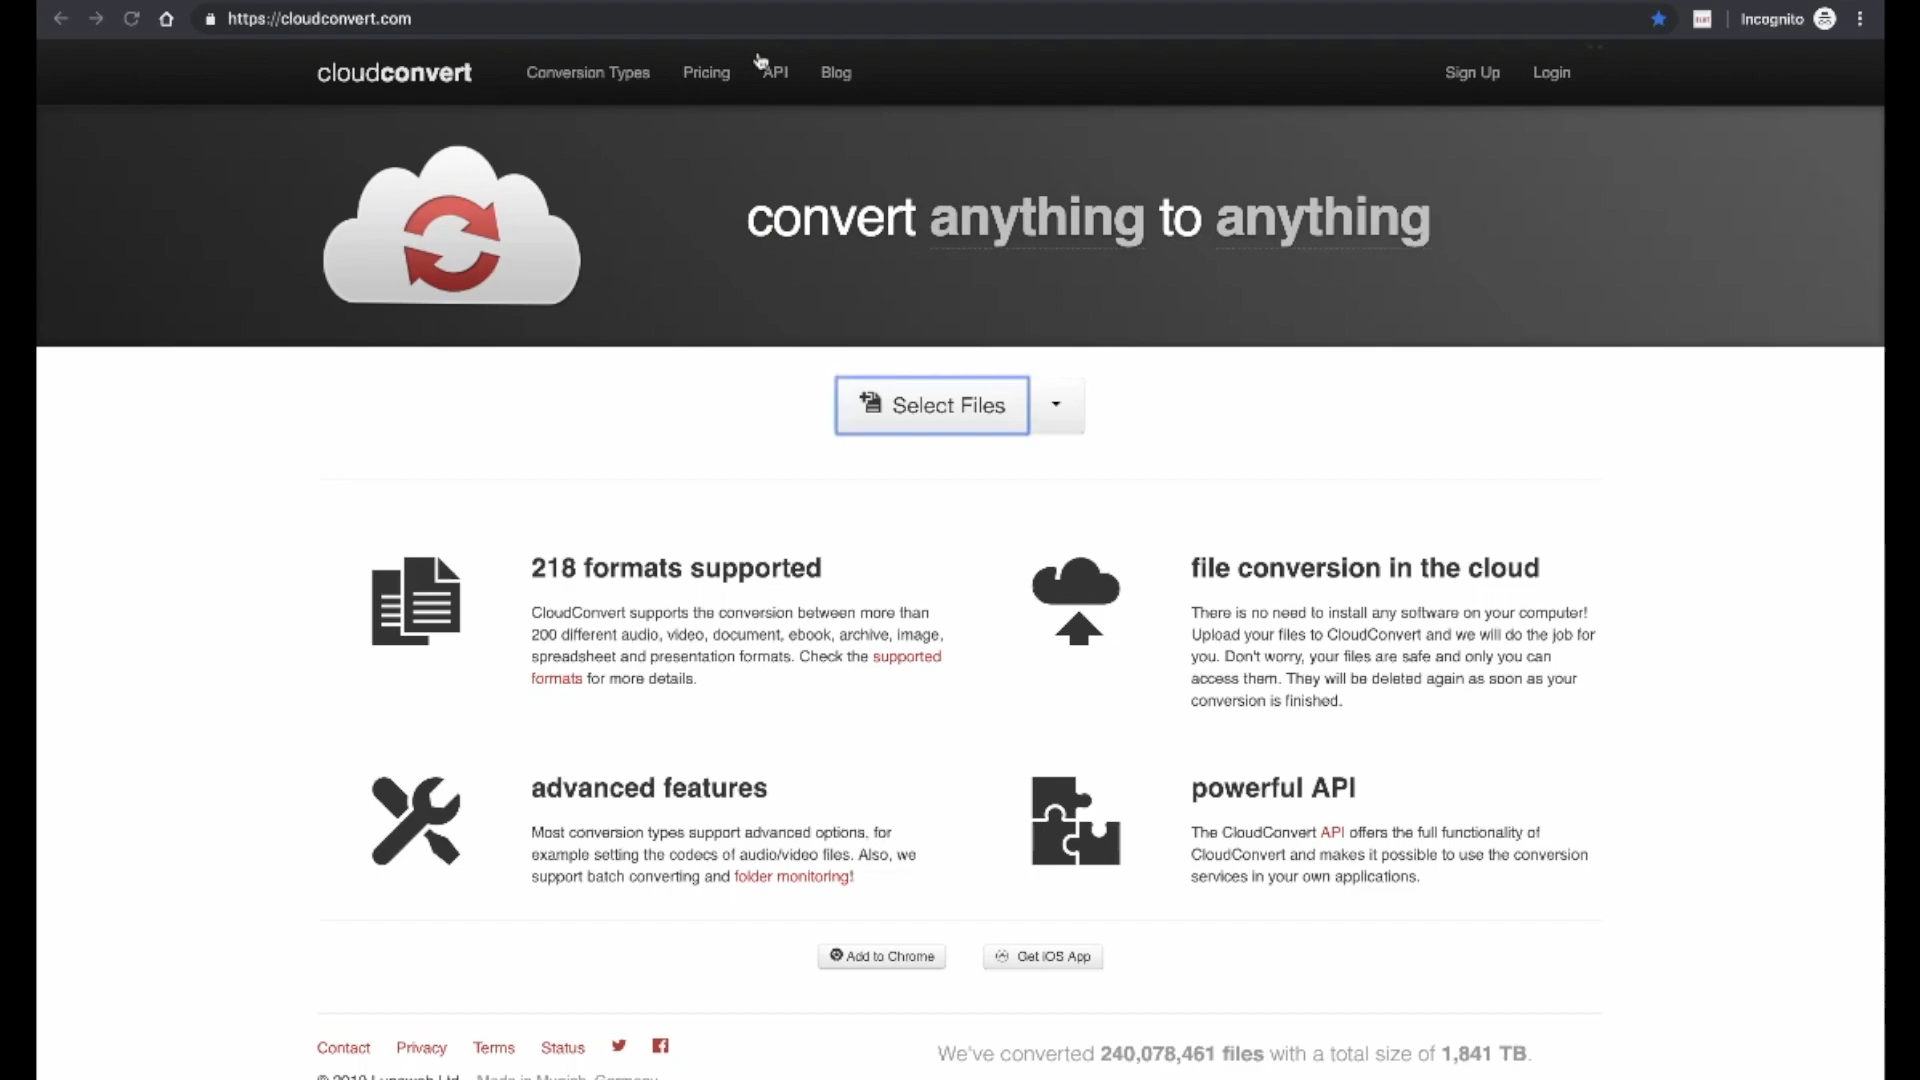 https://cloudconvert.com
Incognito
cloudconvert
Conversion Types Pricing API Blog
Sign Up Login
convert anything to anything
Select Files
218 formats supported
CloudConvert supports the conversion between more than
200 different audio, video, document, ebook, archive, image,
spreadsheet and presentation formats. Check the supported
formats for more details.
file conversion in the cloud
There is no need to install any software on your computer!
Upload your files to CloudConvert and we will do the job for
you. Don't worry, your files are safe and only you can
access them. They will be deleted again as soon as your
conversion is finished.
advanced features
Most conversion types support advanced options, for
example setting the codecs of audio/video files. Also, we
support batch converting and folder monitoring!
powerful API
The CloudConvert API offers the full functionality of
CloudConvert and makes it possible to use the conversion
services in your own applications.
Add to Chrome
Get iOS App
Contact Privacy Terms Status
We've converted 240,078,461 files with a total size of 1,841 TB.